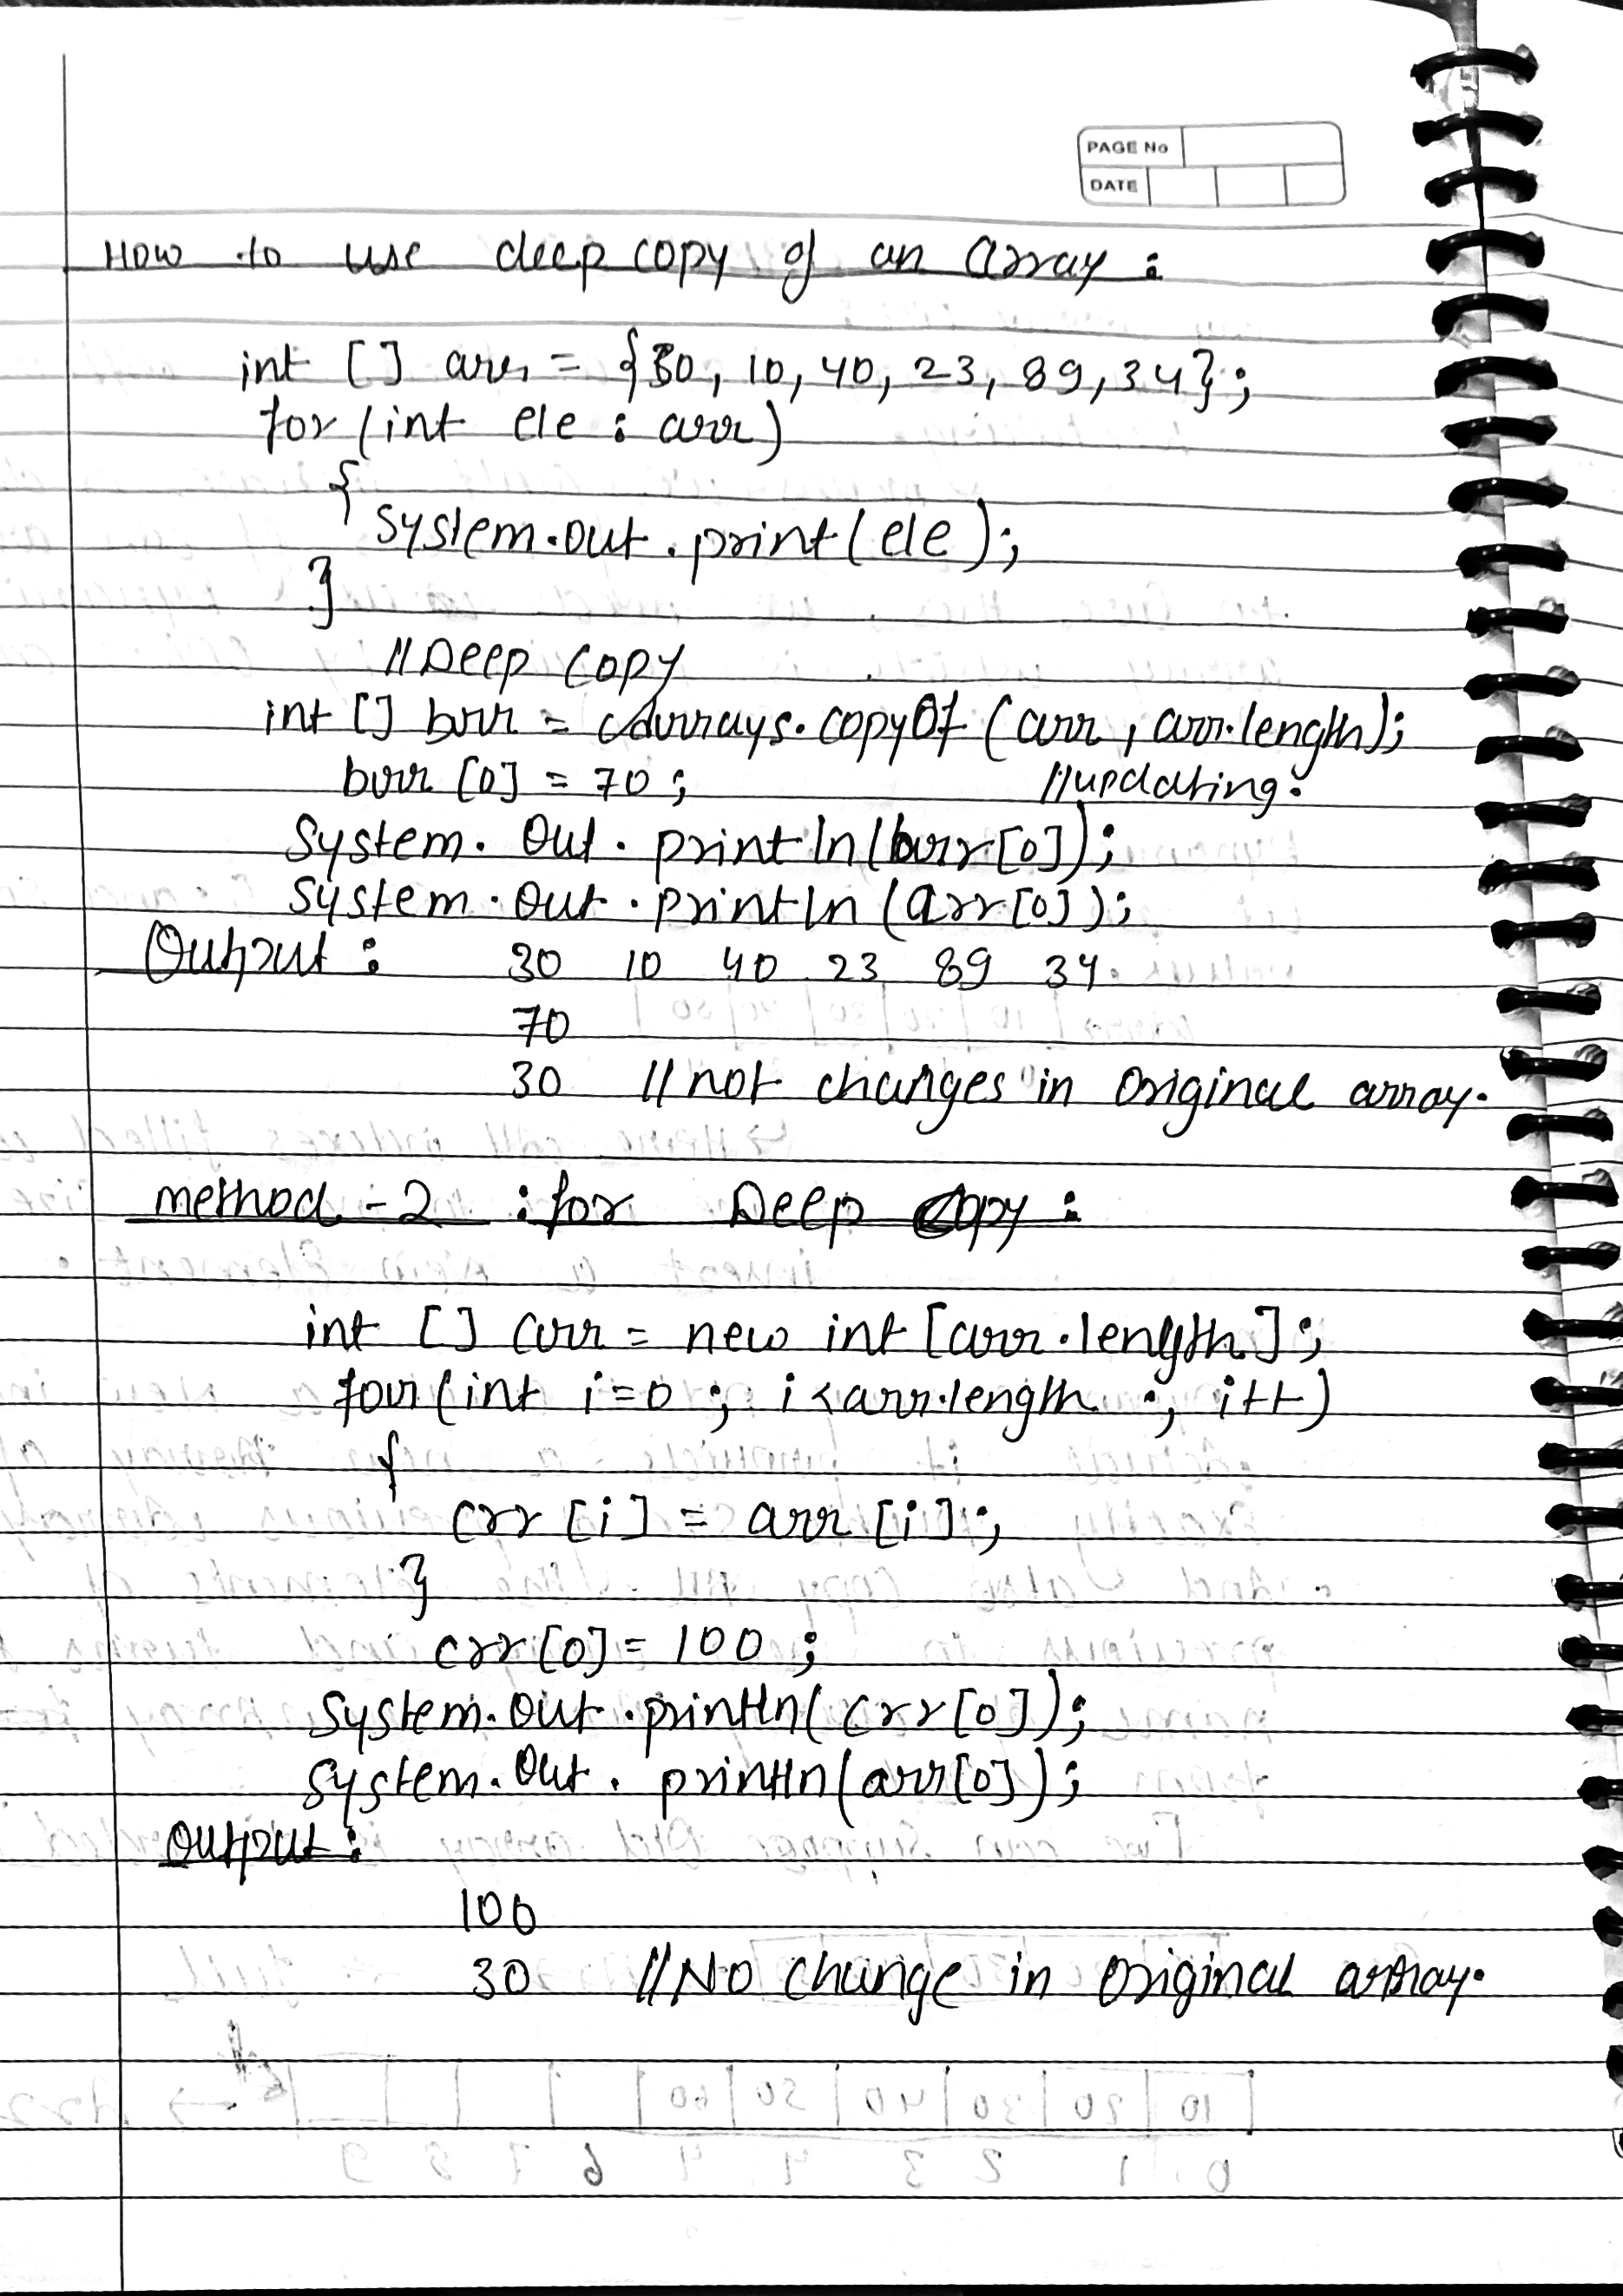 PAGE No
DATE
How to use deep copy of an Array :
int [] arr = {30, 10, 40, 23, 89, 34};
for (int ele : arr)
{
System.out.print(ele);
}
//Deep copy
int [] brr = Arrays.copyOf (arr, arr.length);
brr [0] = 70; //updating.
System. Out. println(brr[0]);
System.out.println (arr[0]);
Output : 30 10 40 23 89 34.
70
30 //not changes in original array.
method - 2 : for Deep Copy :
int [] crr = new int [arr.length];
for (int i=0 ; i<arr.length ; i++)
{
crr [i] = arr [i];
}
crr[0] = 100 ;
System.out.println( crr[0]);
System. Out. println(arr[0]);
Output :
100
30 //No change in original array.